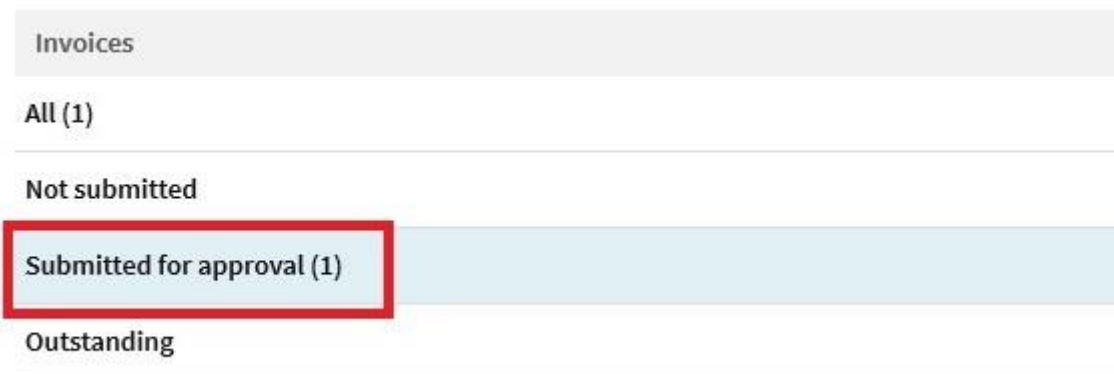 Invoices
All (1)
Not submitted
Submitted for approval (1)
Outstanding